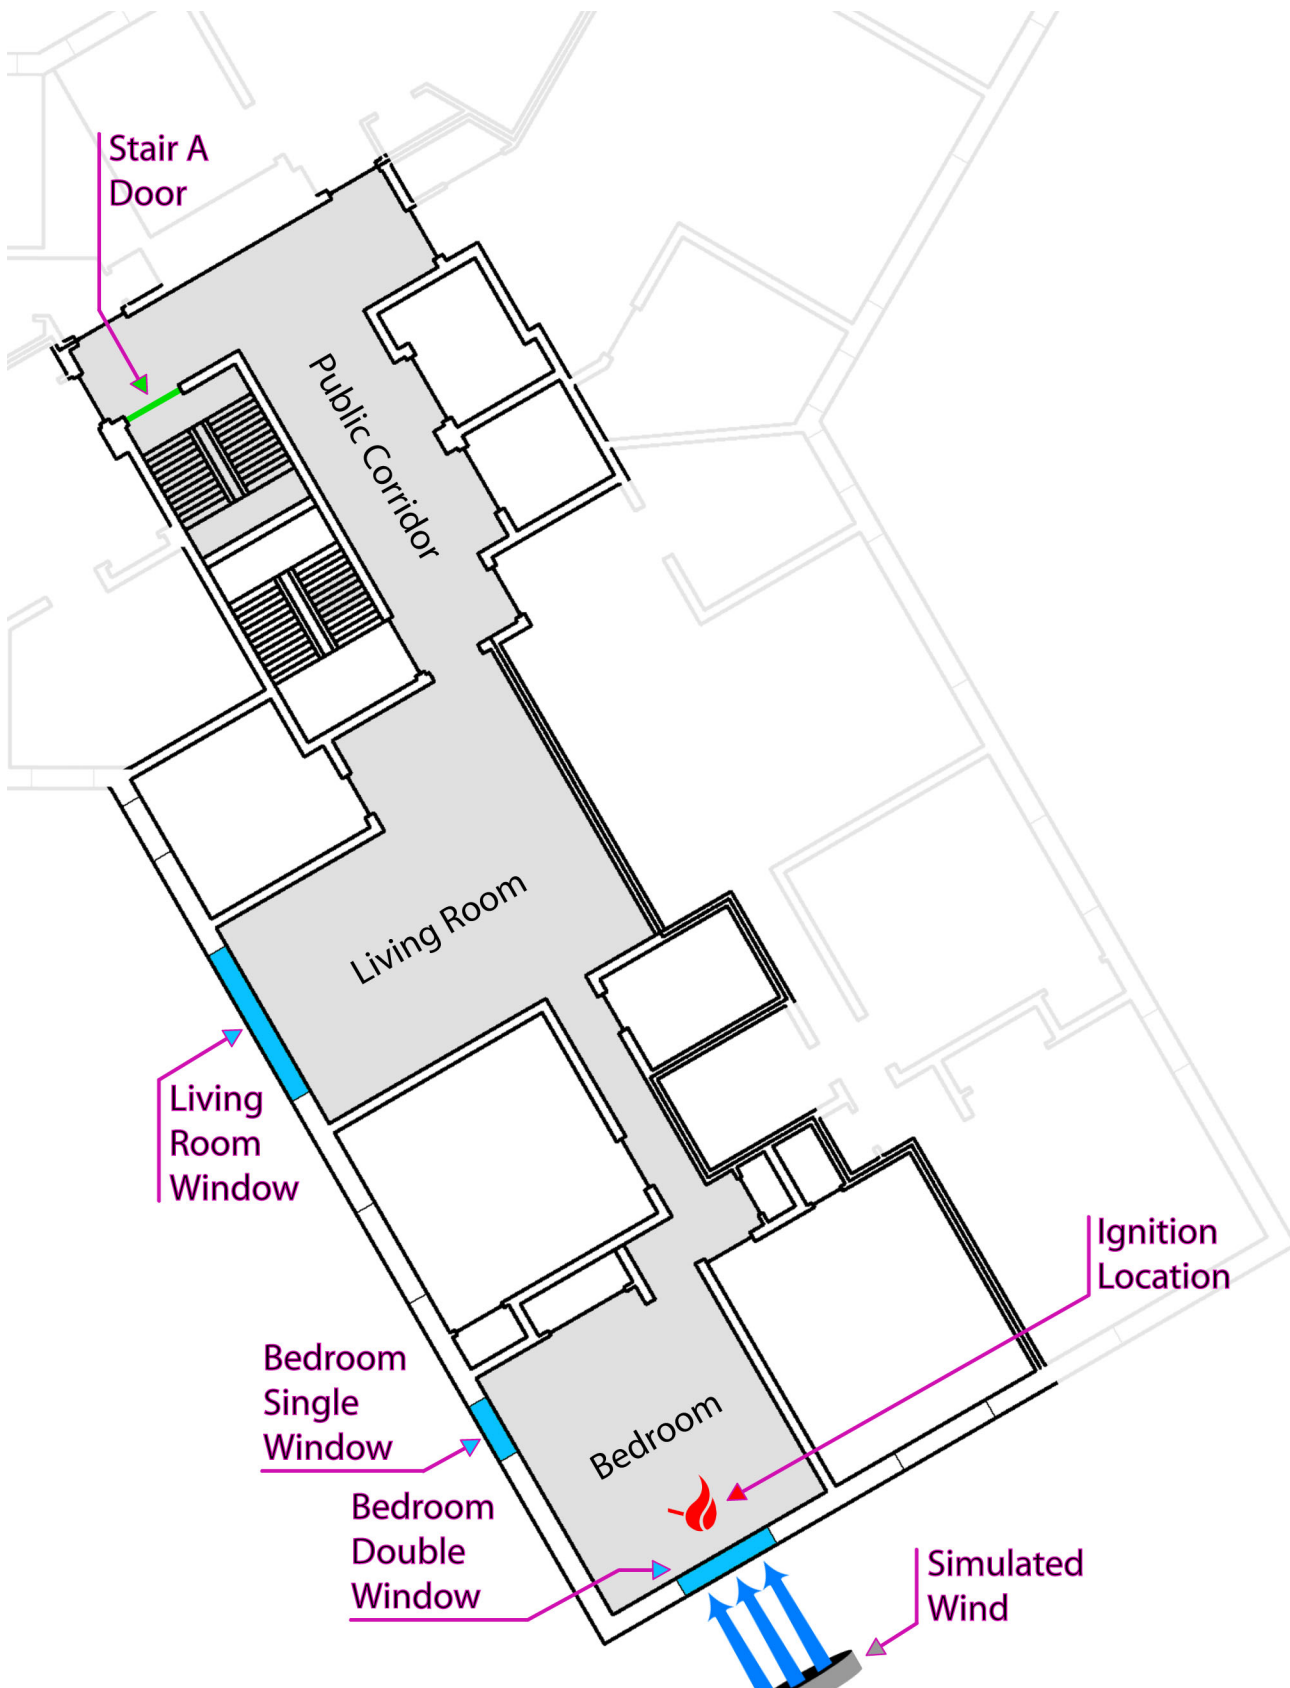 Stair A
Door
Public Corridor
Living Room
Living
Room
Window
Ignition
Location
Bedroom
Single
Window
Bedroom
Bedroom
Double
Window
Simulated
Wind